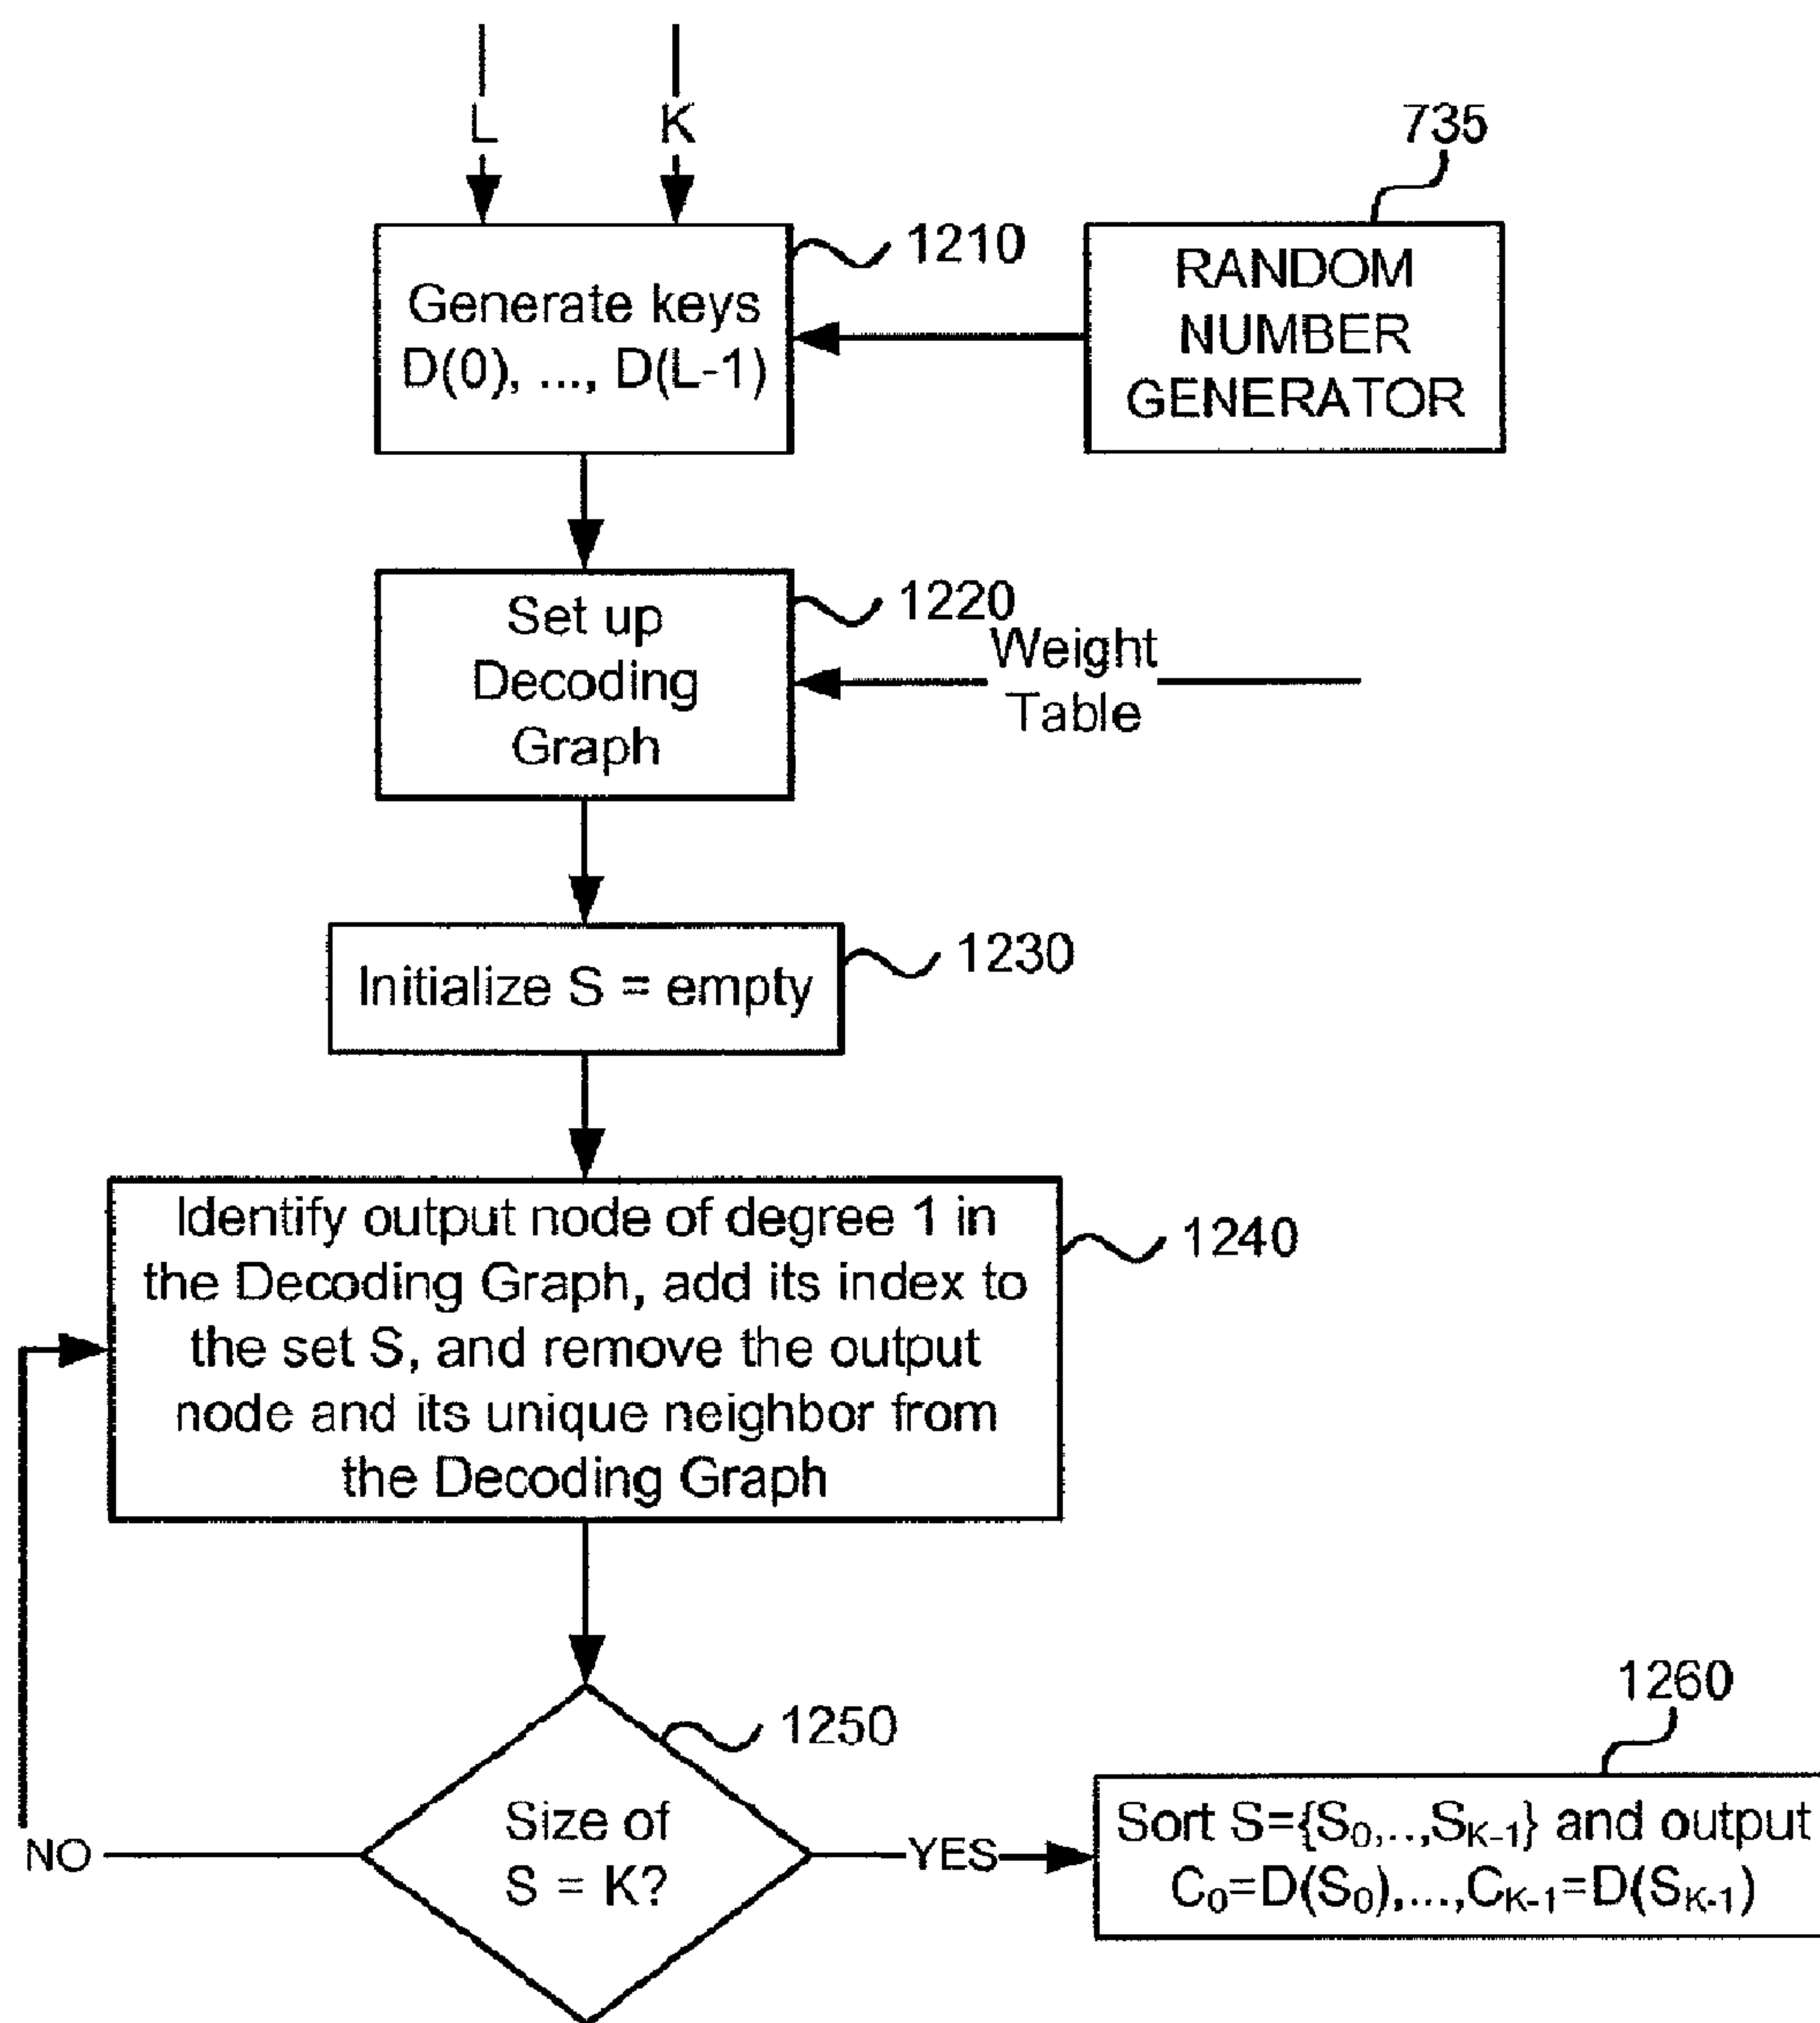 L
K
735
1210
Generate keys
D(0), ..., D(L-1)
RANDOM
NUMBER
GENERATOR
1220
Set up
Decoding
Graph
Weight
Table
1230
Initialize S = empty
1240
Identify output node of degree 1 in
the Decoding Graph, add its index to
the set S, and remove the output
node and its unique neighbor from
the Decoding Graph
1250
Size of
S = K?
NO
YES
1260
Sort S={S₀,..,S_{K-1}} and output
C₀=D(S₀),...,C_{K-1}=D(S_{K-1})